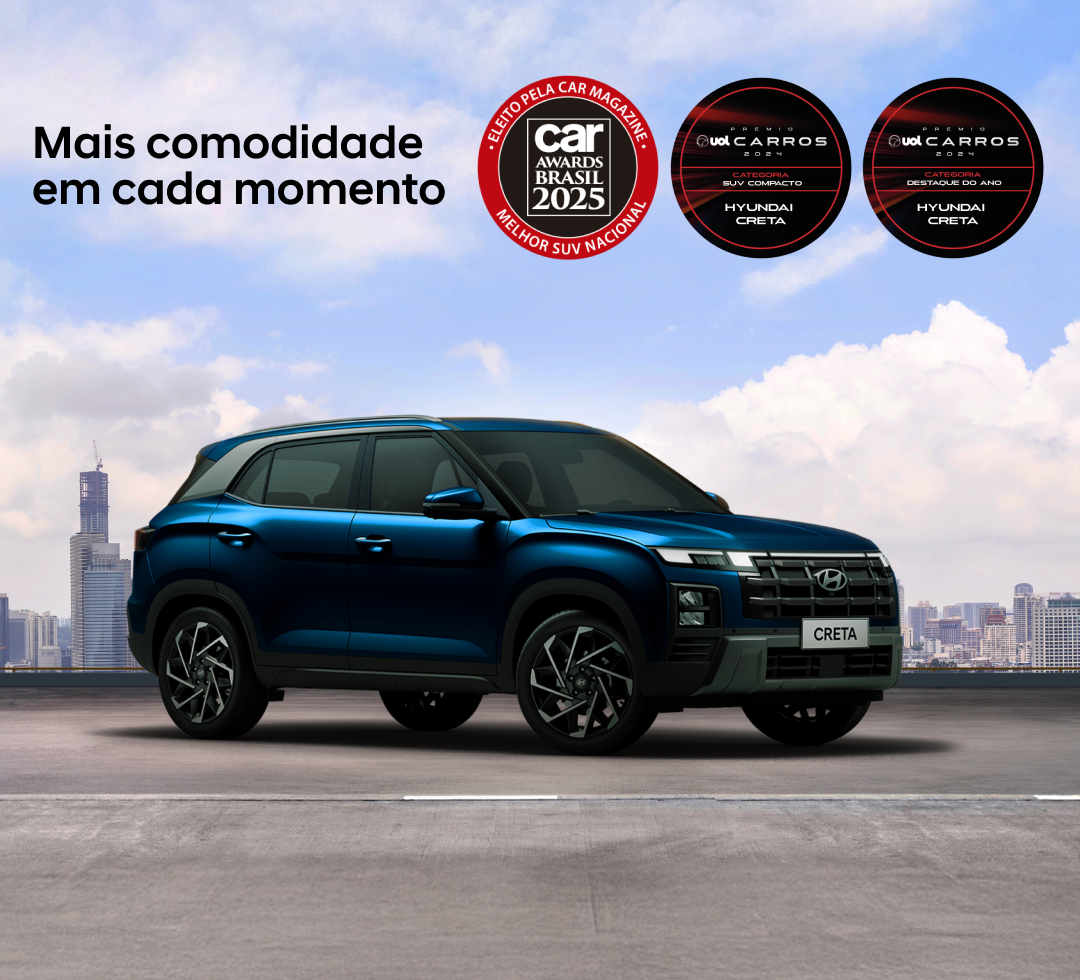 Mais comodidade
em cada momento
• ELEITO PELA CAR MAGAZINE •
car
AWARDS
BRASIL
2025
MELHOR SUV NACIONAL
PRÊMIO
UOL CARROS
2024
CATEGORIA
SUV COMPACTO
HYUNDAI
CRETA
PRÊMIO
UOL CARROS
2024
CATEGORIA
DESTAQUE DO ANO
HYUNDAI
CRETA
CRETA